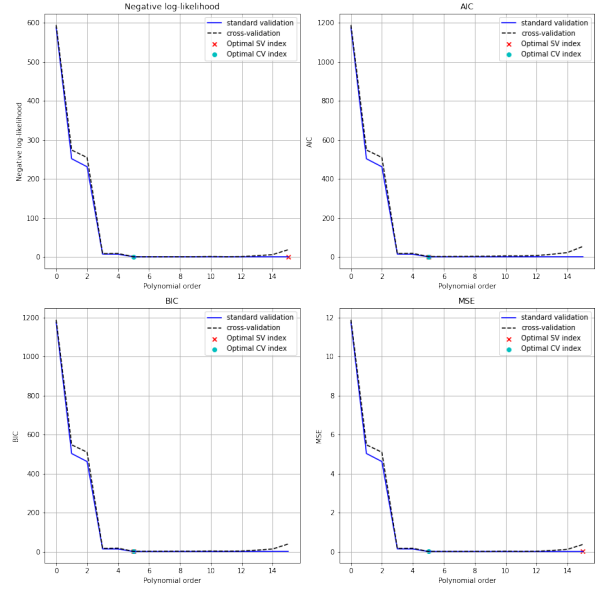 Negative log-likelihood
600
500
400
300
200
100
0
Negative log-likelihood
0 2 4 6 8 10 12 14
Polynomial order
standard validation
cross-validation
Optimal SV index
Optimal CV index
AIC
1200
1000
800
600
400
200
0
AIC
0 2 4 6 8 10 12 14
Polynomial order
standard validation
cross-validation
Optimal SV index
Optimal CV index
BIC
1200
1000
800
600
400
200
0
BIC
0 2 4 6 8 10 12 14
Polynomial order
standard validation
cross-validation
Optimal SV index
Optimal CV index
MSE
12
10
8
6
4
2
0
MSE
0 2 4 6 8 10 12 14
Polynomial order
standard validation
cross-validation
Optimal SV index
Optimal CV index